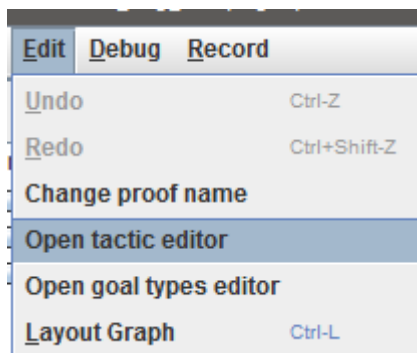 Edit Debug Record
Undo Ctrl-Z
Redo Ctrl+Shift-Z
Change proof name
Open tactic editor
Open goal types editor
Layout Graph Ctrl-L